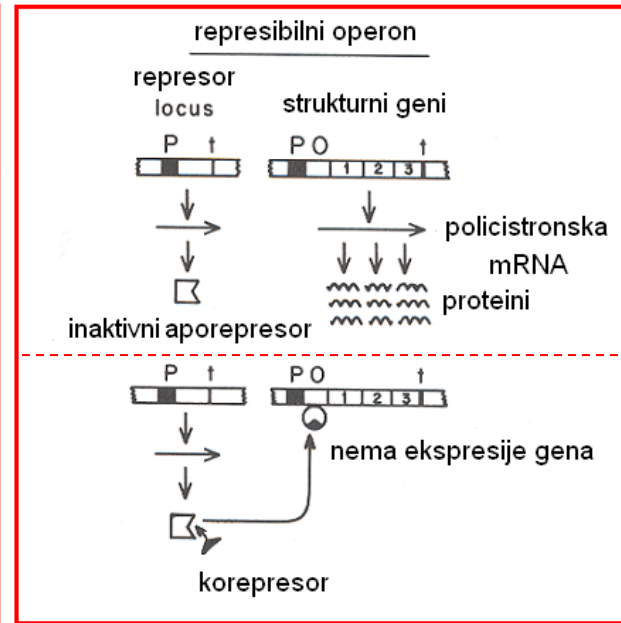 represibilni operon
represor
locus
strukturni geni
P t
P O t
1 2 3
policistronska
mRNA
proteini
inaktivni aporepresor
P t
P O t
1 2 3
nema ekspresije gena
korepresor